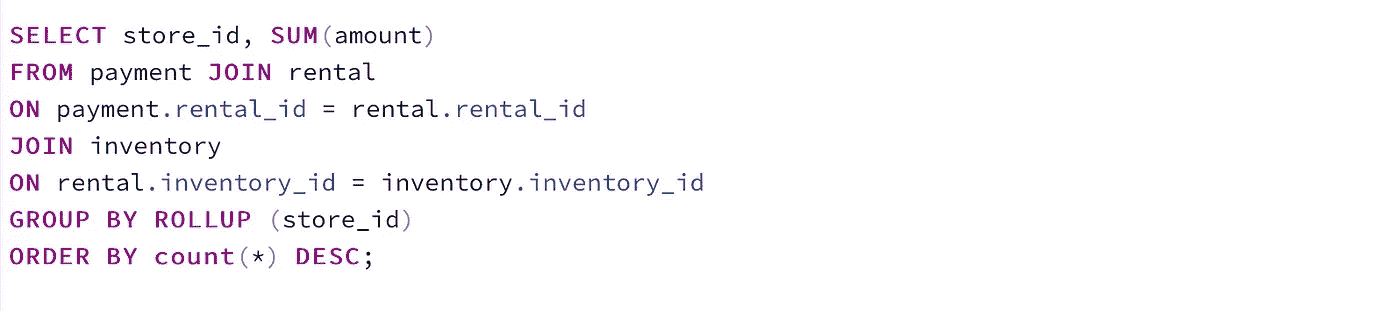 SELECT store_id, SUM(amount)
FROM payment JOIN rental
ON payment.rental_id = rental.rental_id
JOIN inventory
ON rental.inventory_id = inventory.inventory_id
GROUP BY ROLLUP (store_id)
ORDER BY count(*) DESC;